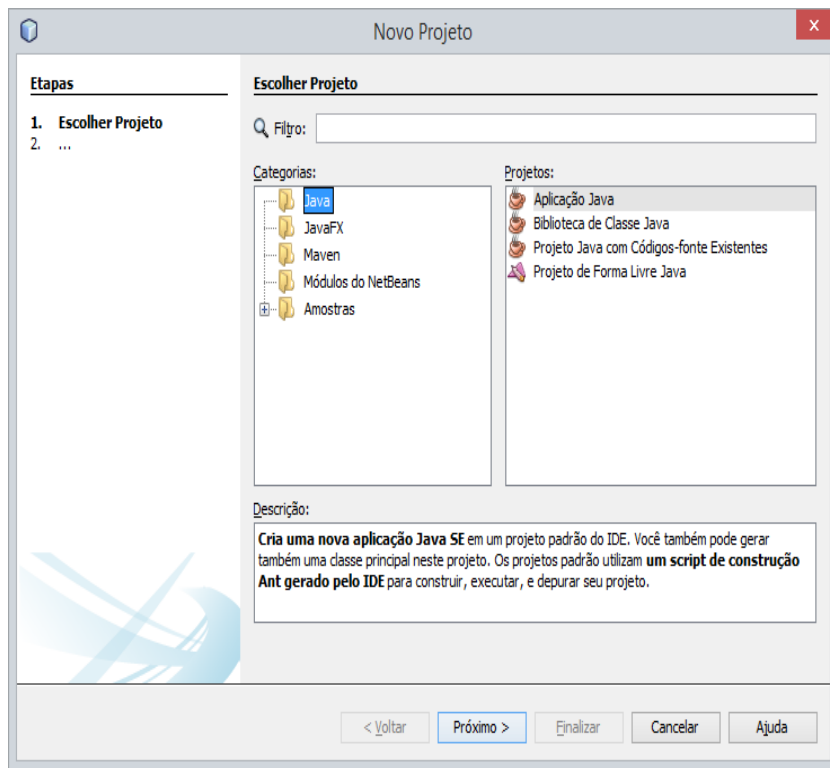 Novo Projeto
x
Etapas
1. Escolher Projeto
2. ...
Escolher Projeto
Filtro:
Categorias:
Java
JavaFX
Maven
Módulos do NetBeans
Amostras
Projetos:
Aplicação Java
Biblioteca de Classe Java
Projeto Java com Códigos-fonte Existentes
Projeto de Forma Livre Java
Descrição:
Cria uma nova aplicação Java SE em um projeto padrão do IDE. Você também pode gerar
também uma classe principal neste projeto. Os projetos padrão utilizam um script de construção
Ant gerado pelo IDE para construir, executar, e depurar seu projeto.
< Voltar
Próximo >
Finalizar
Cancelar
Ajuda